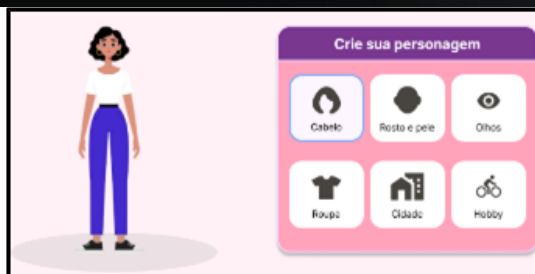 Crie sua personagem
Cabelo
Rosto e pele
Olhos
Roupa
Cidade
Hobby